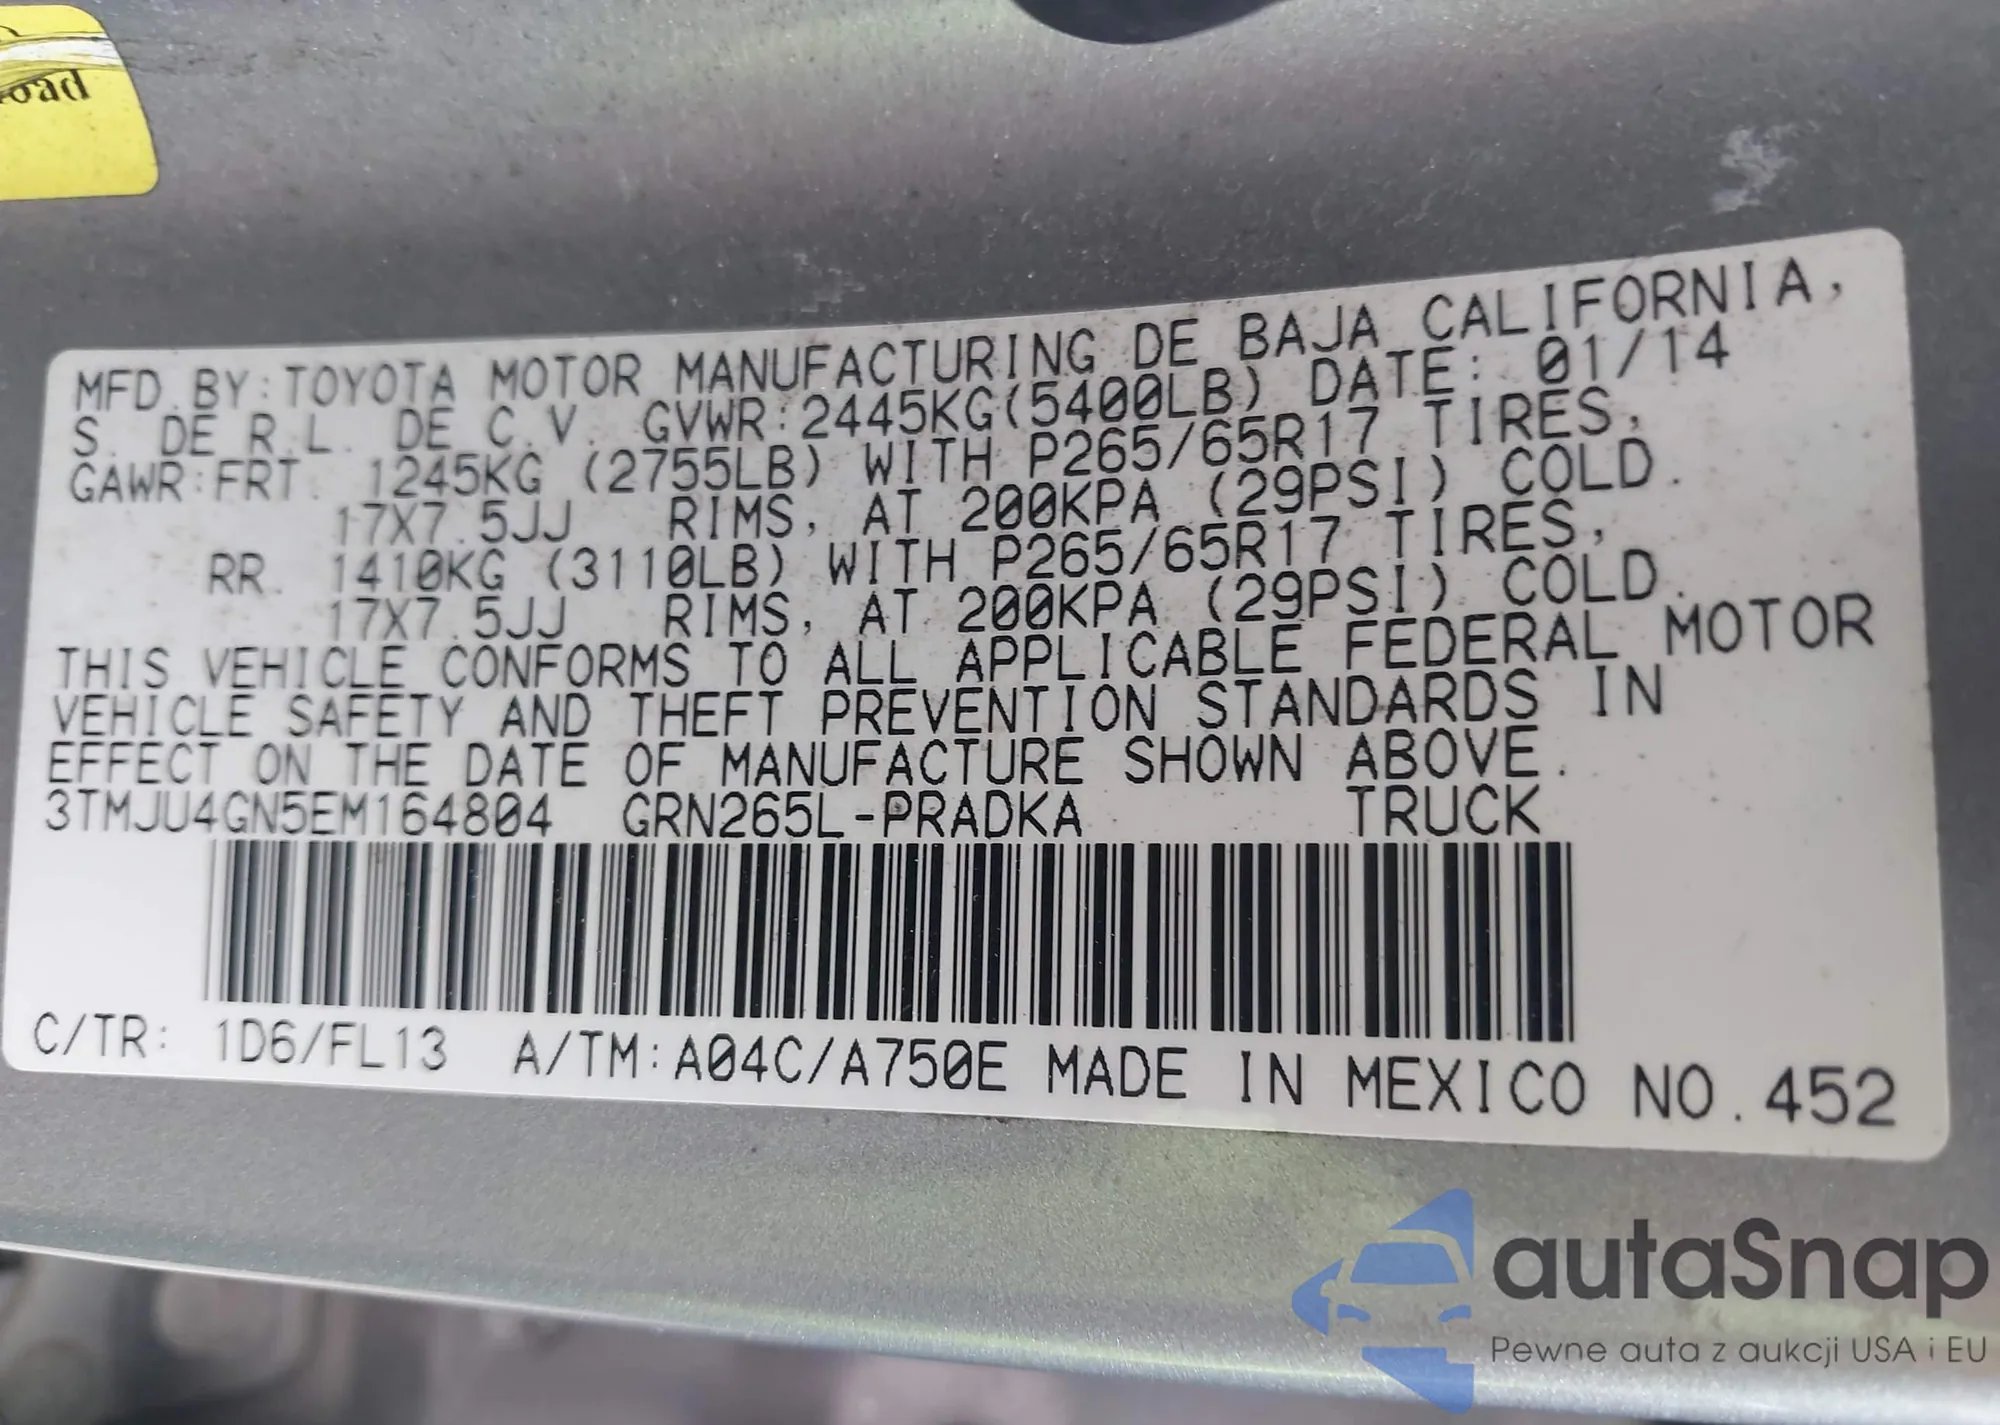 oad
MFD.BY:TOYOTA MOTOR MANUFACTURING DE BAJA CALIFORNIA,
S. DE R.L. DE C.V. GVWR:2445KG(5400LB) DATE: 01/14
GAWR:FRT. 1245KG (2755LB) WITH P265/65R17 TIRES,
17X7.5JJ RIMS, AT 200KPA (29PSI) COLD.
RR. 1410KG (3110LB) WITH P265/65R17 TIRES,
17X7.5JJ RIMS, AT 200KPA (29PSI) COLD.
THIS VEHICLE CONFORMS TO ALL APPLICABLE FEDERAL MOTOR
VEHICLE SAFETY AND THEFT PREVENTION STANDARDS IN
EFFECT ON THE DATE OF MANUFACTURE SHOWN ABOVE.
3TMJU4GN5EM164804 GRN265L-PRADKA TRUCK
C/TR: 1D6/FL13 A/TM:A04C/A750E MADE IN MEXICO NO.452
autaSnap
Pewne auta z aukcji USA i EU